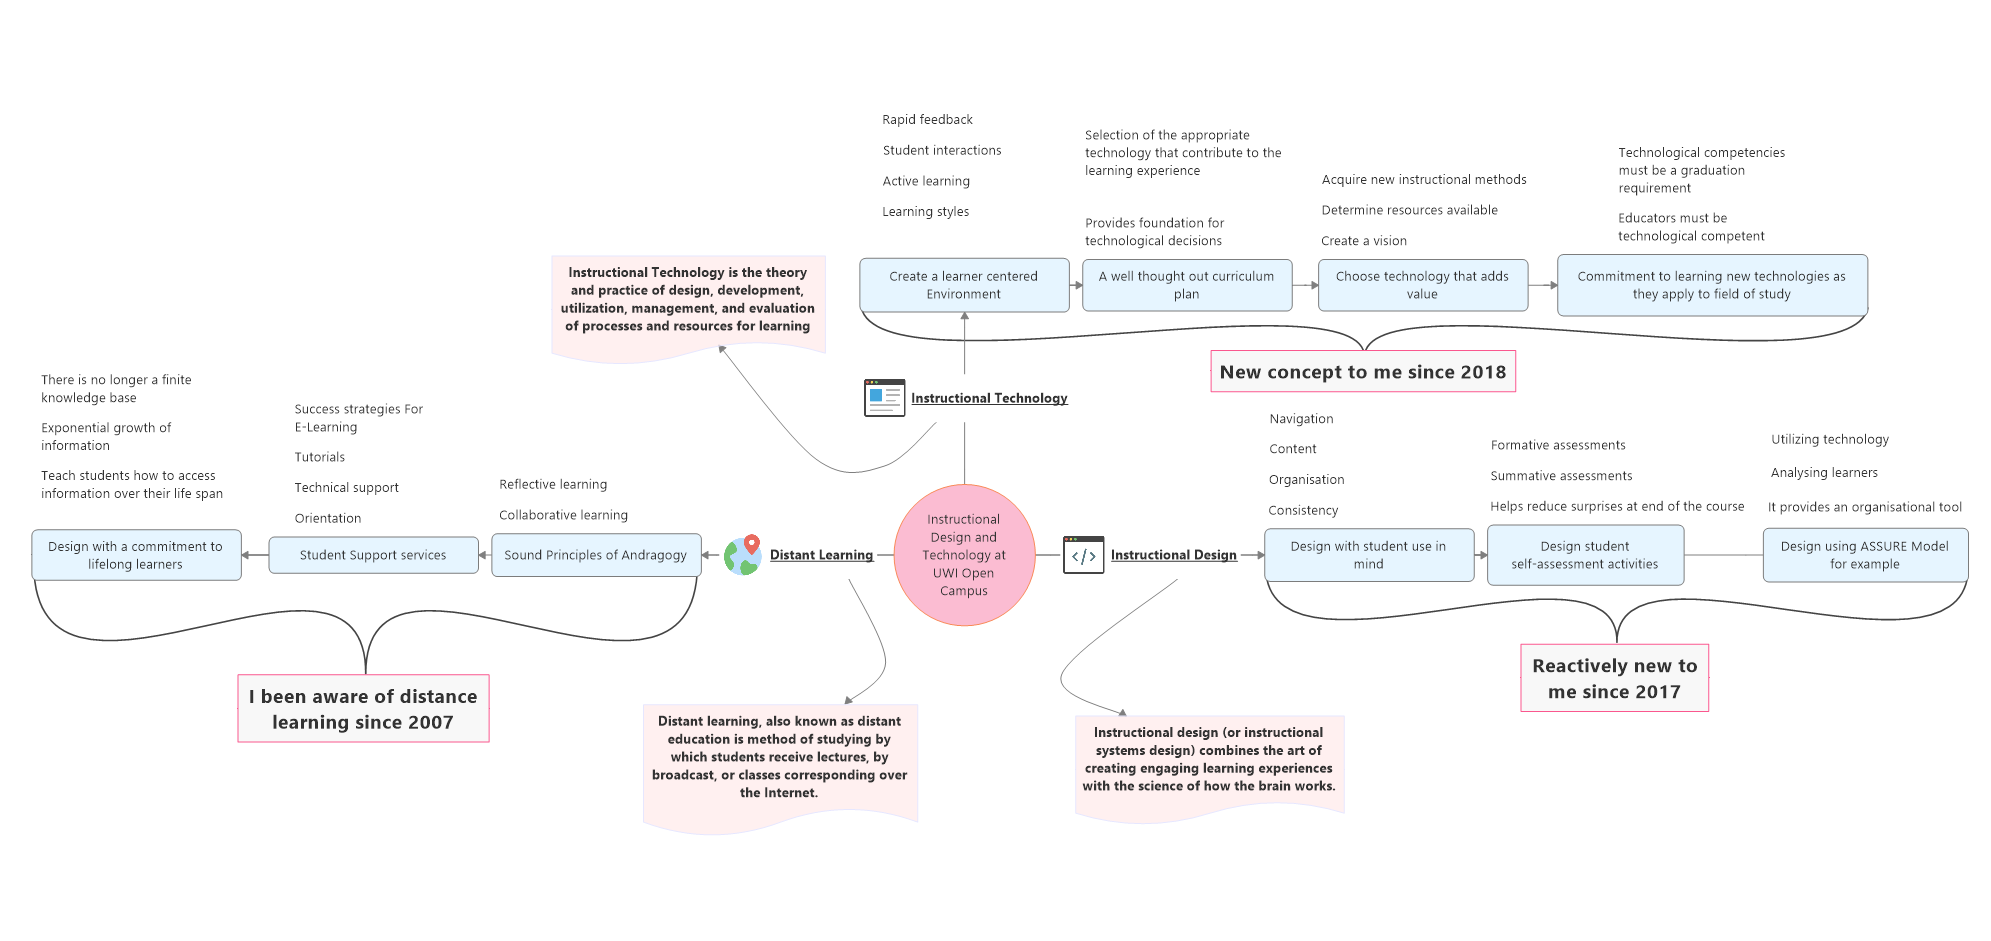 Rapid feedback
Student interactions
Active learning
Learning styles
Selection of the appropriate
technology that contribute to the
learning experience
Provides foundation for
technological decisions
Acquire new instructional methods
Determine resources available
Create a vision
Technological competencies
must be a graduation
requirement
Educators must be
technological competent
Create a learner centered
Environment
A well thought out curriculum
plan
Choose technology that adds
value
Commitment to learning new technologies as
they apply to field of study
Instructional Technology is the theory
and practice of design, development,
utilization, management, and evaluation
of processes and resources for learning
New concept to me since 2018
Instructional Technology
There is no longer a finite
knowledge base
Exponential growth of
information
Teach students how to access
information over their life span
Success strategies For
E-Learning
Tutorials
Technical support
Orientation
Reflective learning
Collaborative learning
Design with a commitment to
lifelong learners
Student Support services
Sound Principles of Andragogy
Distant Learning
Instructional
Design and
Technology at
UWI Open
Campus
Instructional Design
Navigation
Content
Organisation
Consistency
Formative assessments
Summative assessments
Helps reduce surprises at end of the course
Utilizing technology
Analysing learners
It provides an organisational tool
Design with student use in
mind
Design student
self-assessment activities
Design using ASSURE Model
for example
I been aware of distance
learning since 2007
Reactively new to
me since 2017
Distant learning, also known as distant
education is method of studying by
which students receive lectures, by
broadcast, or classes corresponding over
the Internet.
Instructional design (or instructional
systems design) combines the art of
creating engaging learning experiences
with the science of how the brain works.